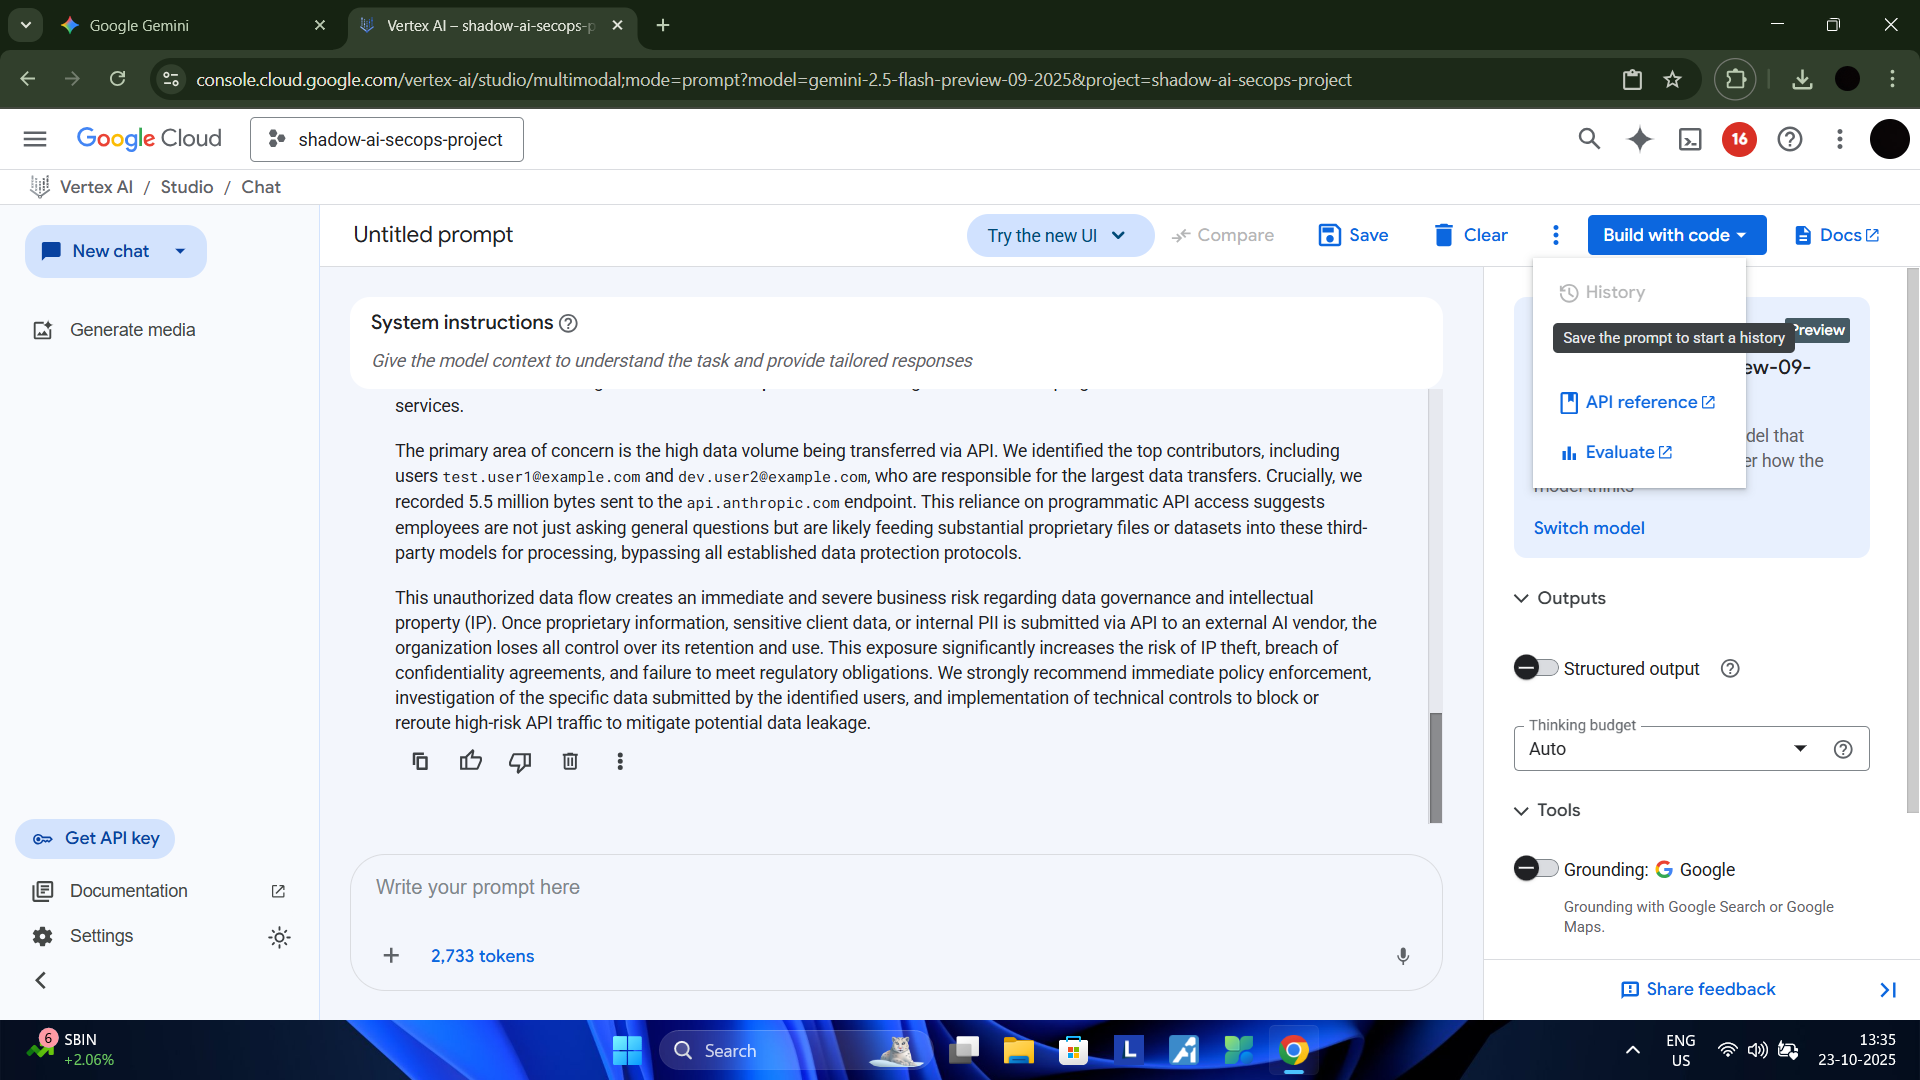 Google Gemini
Vertex AI – shadow-ai-secops-p
console.cloud.google.com/vertex-ai/studio/multimodal;mode=prompt?model=gemini-2.5-flash-preview-09-2025&project=shadow-ai-secops-project
Google Cloud
shadow-ai-secops-project
16
Vertex AI / Studio / Chat
New chat
Generate media
Get API key
Documentation
Settings
Untitled prompt
Try the new UI
Compare
Save
Clear
Build with code
Docs
System instructions
Give the model context to understand the task and provide tailored responses
services.
The primary area of concern is the high data volume being transferred via API. We identified the top contributors, including
users test.user1@example.com and dev.user2@example.com, who are responsible for the largest data transfers. Crucially, we
recorded 5.5 million bytes sent to the api.anthropic.com endpoint. This reliance on programmatic API access suggests
employees are not just asking general questions but are likely feeding substantial proprietary files or datasets into these third-
party models for processing, bypassing all established data protection protocols.
This unauthorized data flow creates an immediate and severe business risk regarding data governance and intellectual
property (IP). Once proprietary information, sensitive client data, or internal PII is submitted via API to an external AI vendor, the
organization loses all control over its retention and use. This exposure significantly increases the risk of IP theft, breach of
confidentiality agreements, and failure to meet regulatory obligations. We strongly recommend immediate policy enforcement,
investigation of the specific data submitted by the identified users, and implementation of technical controls to block or
reroute high-risk API traffic to mitigate potential data leakage.
Write your prompt here
2,733 tokens
History
Save the prompt to start a history
API reference
Evaluate
Preview
ew-09-
del that
er how the
model thinks
Switch model
Outputs
Structured output
Thinking budget
Auto
Tools
Grounding: Google
Grounding with Google Search or Google
Maps.
Share feedback
6
SBIN
+2.06%
Search
L
ENG
US
13:35
23-10-2025